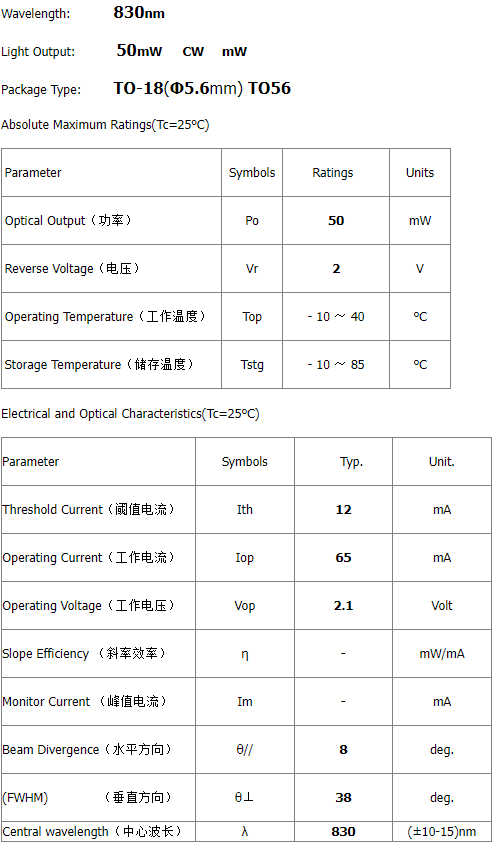 Wavelength: 830nm
Light Output: 50mW CW mW
Package Type: TO-18(Φ5.6mm) TO56
Absolute Maximum Ratings(Tc=25ºC)
Parameter Symbols Ratings Units
Optical Output（功率） Po 50 mW
Reverse Voltage（电压） Vr 2 V
Operating Temperature（工作温度） Top - 10 ～ 40 ºC
Storage Temperature（储存温度） Tstg - 10 ～ 85 ºC
Electrical and Optical Characteristics(Tc=25ºC)
Parameter Symbols Typ. Unit.
Threshold Current（阈值电流） Ith 12 mA
Operating Current（工作电流） Iop 65 mA
Operating Voltage（工作电压） Vop 2.1 Volt
Slope Efficiency （斜率效率） η - mW/mA
Monitor Current （峰值电流） Im - mA
Beam Divergence（水平方向） θ// 8 deg.
(FWHM) （垂直方向） θ⊥ 38 deg.
Central wavelength（中心波长） λ 830 (±10-15)nm